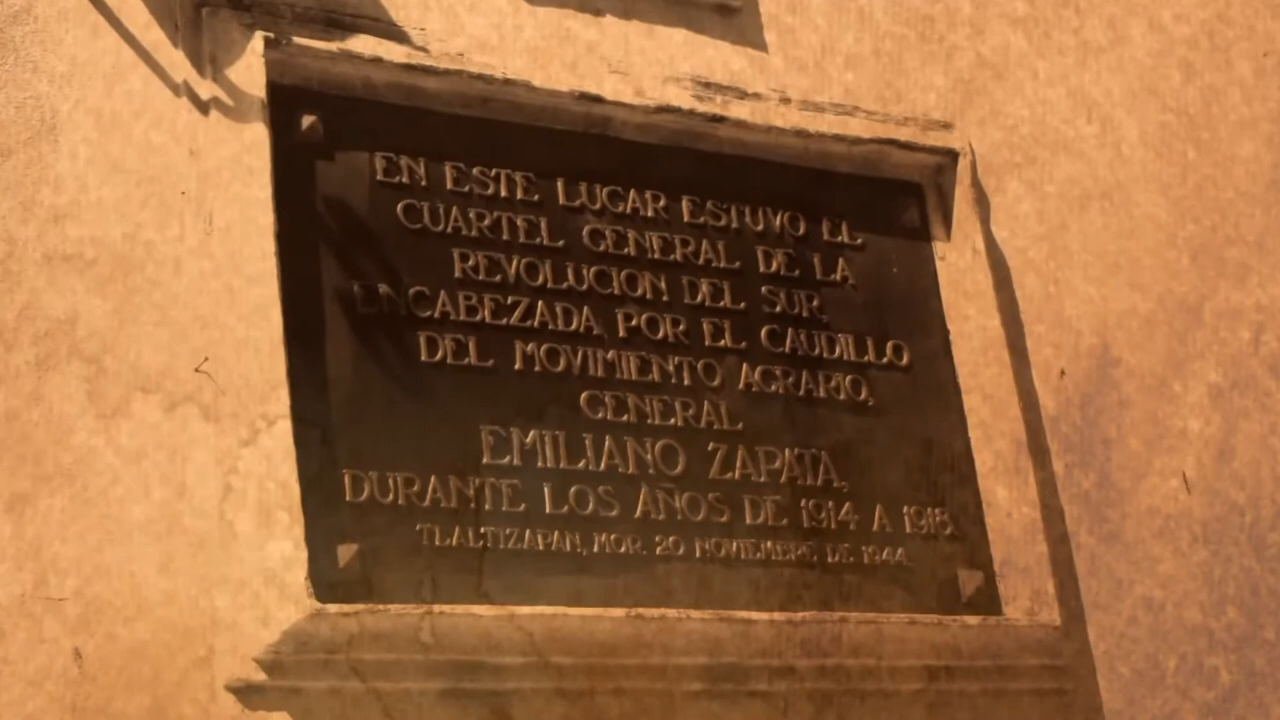 EN ESTE LUGAR ESTUVO EL
CUARTEL GENERAL DE LA
REVOLUCION DEL SUR,
ENCABEZADA POR EL CAUDILLO
DEL MOVIMIENTO AGRARIO,
GENERAL
EMILIANO ZAPATA,
DURANTE LOS AÑOS DE 1914 A 1918.
TLALTIZAPAN, MOR. 20 NOVIEMBRE DE 1944.